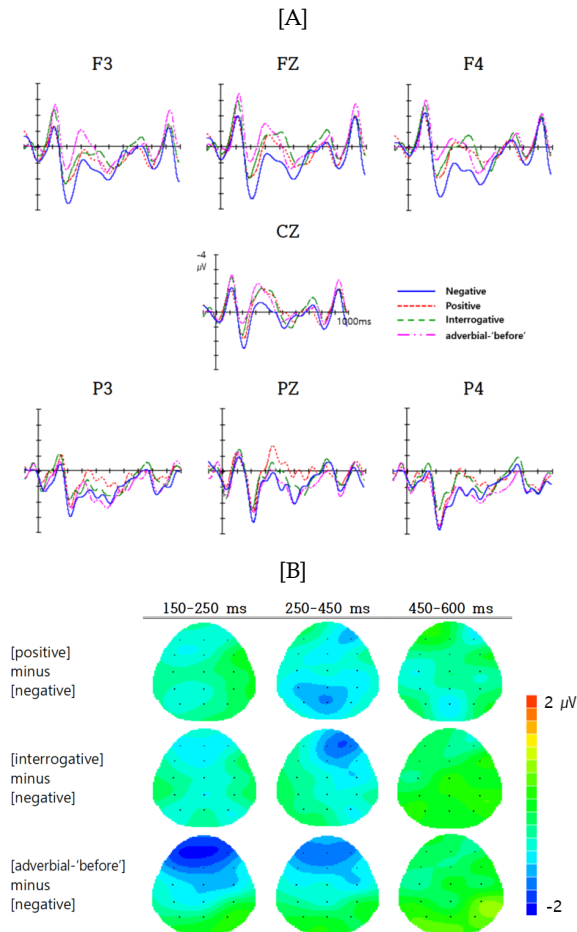 [A]
F3 FZ F4
CZ
-4
μV
1000ms
Negative
Positive
Interrogative
adverbial-'before'
P3 PZ P4
[B]
150-250 ms 250-450 ms 450-600 ms
[positive]
minus
[negative]
[interrogative]
minus
[negative]
[adverbial-'before']
minus
[negative]
2 μV
-2